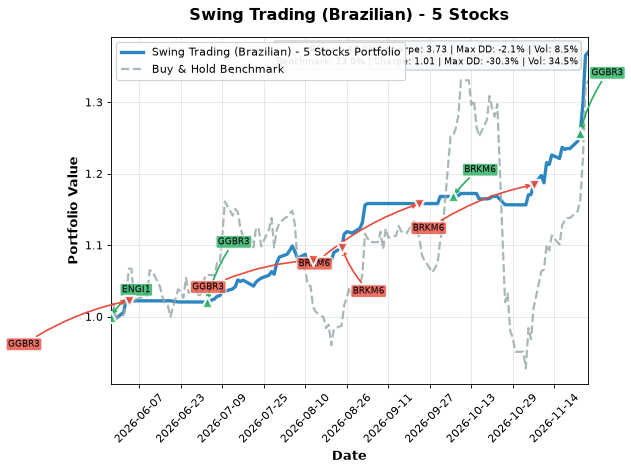 Swing Trading (Brazilian) - 5 Stocks
Swing Trading (Brazilian) - 5 Stocks Portfolio
Buy & Hold Benchmark
3.73 | Max DD: -2.1% | Vol: 8.5%
Benchmark: 33.0% | Sharpe: 1.01 | Max DD: -30.3% | Vol: 34.5%
GGBR3
BRKM6
GGBR3
BRKM6
BRKM6
ENGI1
GGBR3
BRKM6
GGBR3
Portfolio Value
1.3
1.2
1.1
1.0
2026-06-07
2026-06-23
2026-07-09
2026-07-25
2026-08-10
2026-08-26
2026-09-11
2026-09-27
2026-10-13
2026-10-29
2026-11-14
Date